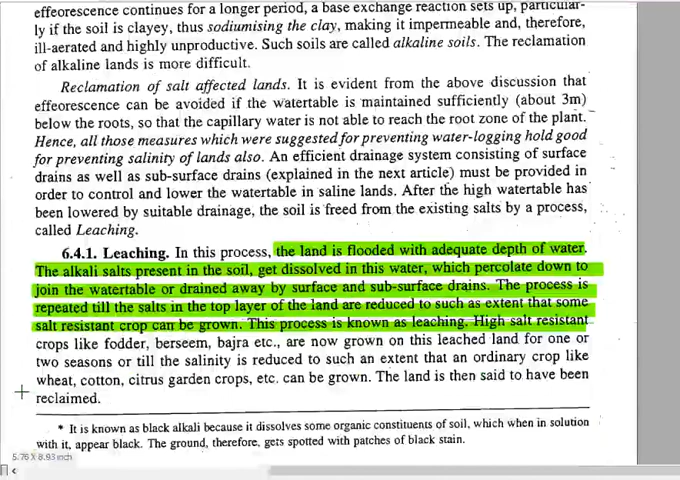 effeorescence continues for a longer period, a base exchange reaction sets up, particular-
ly if the soil is clayey, thus sodiumising the clay, making it impermeable and, therefore,
ill-aerated and highly unproductive. Such soils are called alkaline soils. The reclamation
of alkaline lands is more difficult.
Reclamation of salt affected lands. It is evident from the above discussion that
effeorescence can be avoided if the watertable is maintained sufficiently (about 3m)
below the roots, so that the capillary water is not able to reach the root zone of the plant.
Hence, all those measures which were suggested for preventing water-logging hold good
for preventing salinity of lands also. An efficient drainage system consisting of surface
drains as well as sub-surface drains (explained in the next article) must be provided in
order to control and lower the watertable in saline lands. After the high watertable has
been lowered by suitable drainage, the soil is freed from the existing salts by a process,
called Leaching.
6.4.1. Leaching. In this process, the land is flooded with adequate depth of water.
The alkali salts present in the soil, get dissolved in this water, which percolate down to
join the watertable or drained away by surface and sub-surface drains. The process is
repeated till the salts in the top layer of the land are reduced to such as extent that some
salt resistant crop can be grown. This process is known as leaching. High salt resistant
crops like fodder, berseem, bajra etc., are now grown on this leached land for one or
two seasons or till the salinity is reduced to such an extent that an ordinary crop like
wheat, cotton, citrus garden crops, etc. can be grown. The land is then said to have been
reclaimed.
* It is known as black alkali because it dissolves some organic constituents of soil, which when in solution
with it, appear black. The ground, therefore, gets spotted with patches of black stain.
5.76 X 8.93 inch